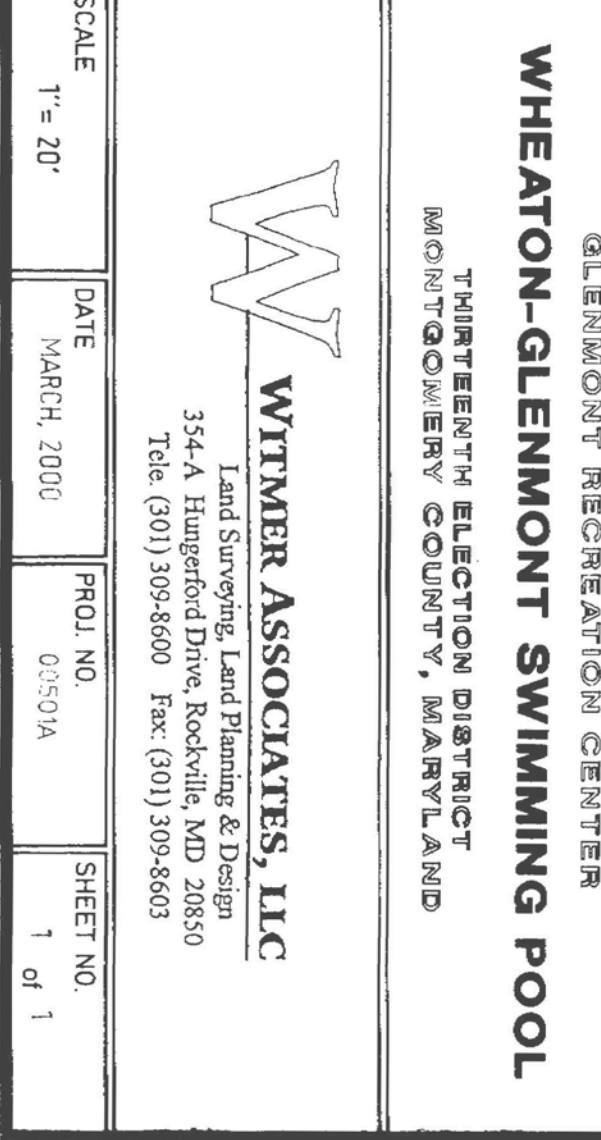 GLENMONT RECREATION CENTER
WHEATON-GLENMONT SWIMMING POOL
THIRTEENTH ELECTION DISTRICT
MONTGOMERY COUNTY, MARYLAND
W
WITMER ASSOCIATES, LLC
Land Surveying, Land Planning & Design
354-A Hungerford Drive, Rockville, MD 20850
Tele. (301) 309-8600 Fax: (301) 309-8603
SCALE
1"= 20'
DATE
MARCH, 2000
PROJ. NO.
00501A
SHEET NO.
1 of 1